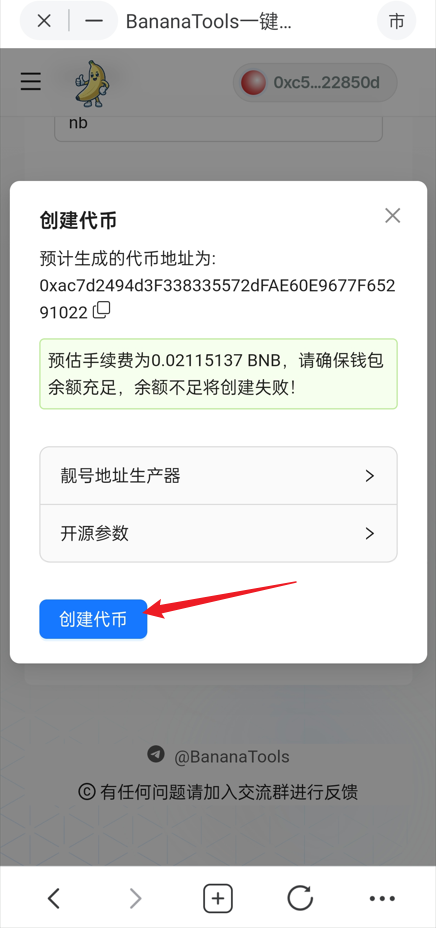 BananaTools一键...
市
0xc5...22850d
nb
创建代币
预计生成的代币地址为:
0xac7d2494d3F338335572dFAE60E9677F652
91022
预估手续费为0.02115137 BNB，请确保钱包
余额充足，余额不足将创建失败！
靓号地址生产器
开源参数
创建代币
@BananaTools
© 有任何问题请加入交流群进行反馈